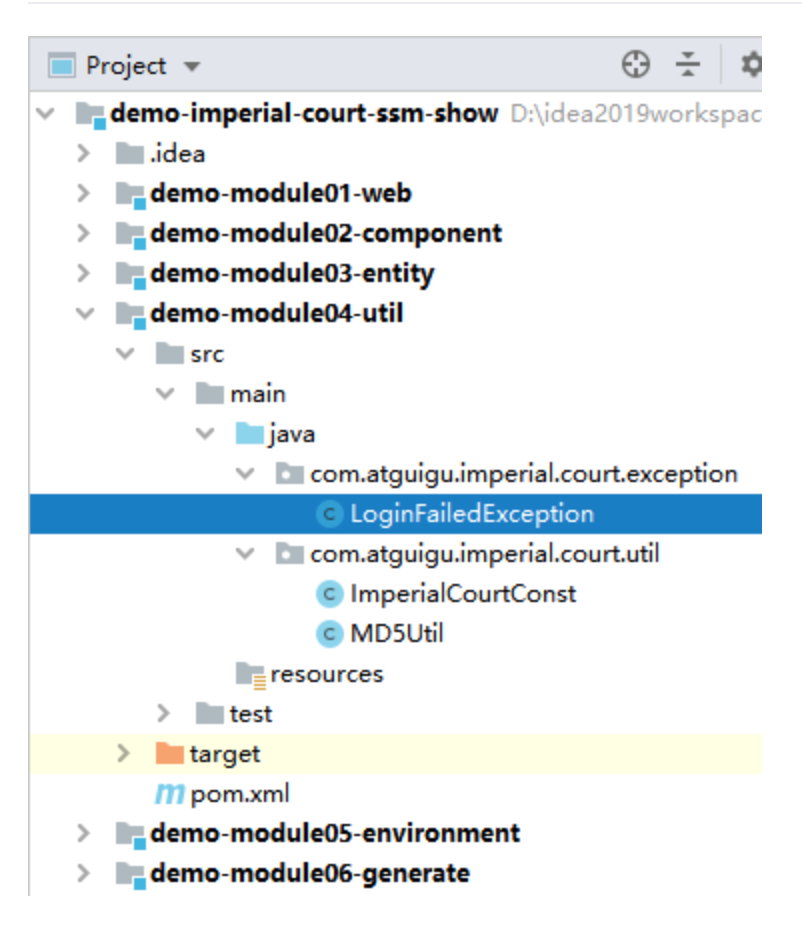 Project
demo-imperial-court-ssm-show D:\idea2019workspac
.idea
demo-module01-web
demo-module02-component
demo-module03-entity
demo-module04-util
src
main
java
com.atguigu.imperial.court.exception
C LoginFailedException
com.atguigu.imperial.court.util
C ImperialCourtConst
C MD5Util
resources
test
target
m pom.xml
demo-module05-environment
demo-module06-generate